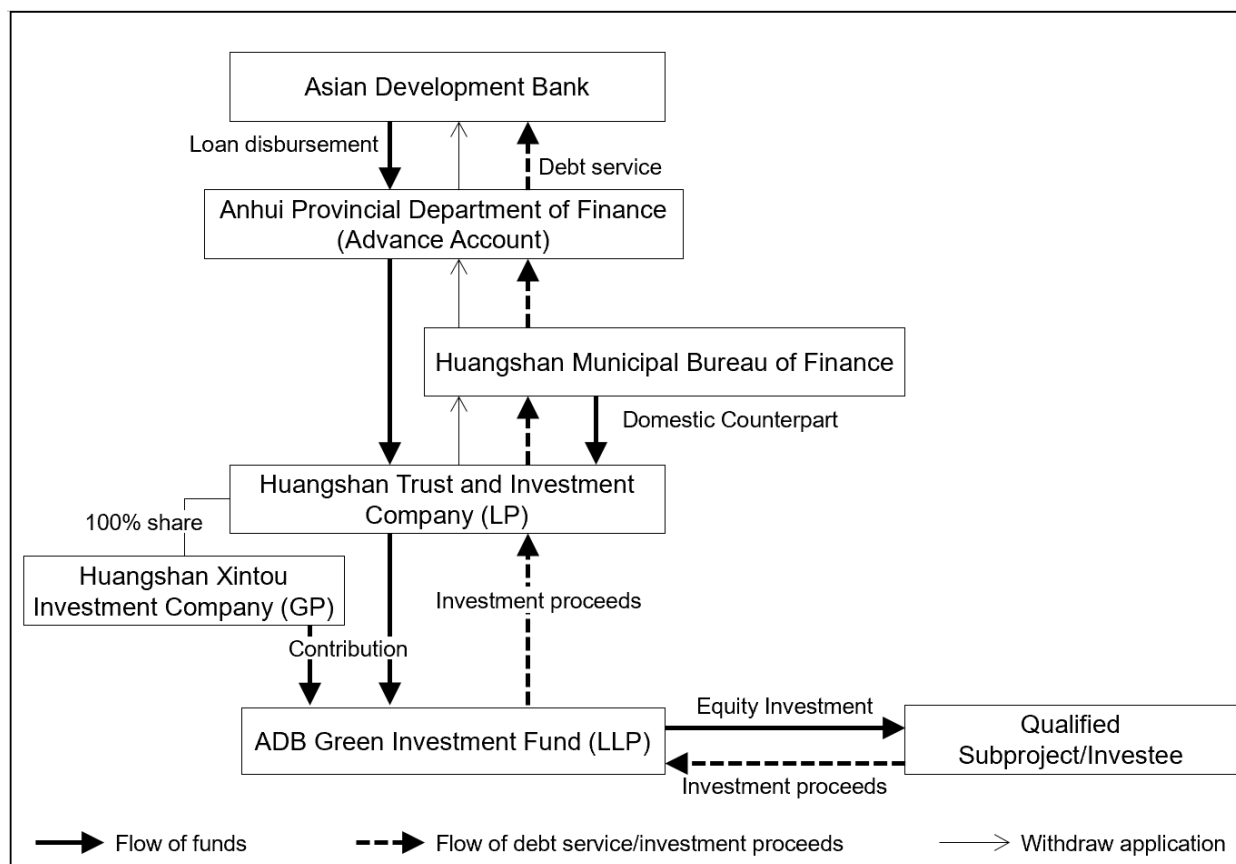 Asian Development Bank
Loan disbursement
Debt service
Anhui Provincial Department of Finance
(Advance Account)
Huangshan Municipal Bureau of Finance
Domestic Counterpart
Huangshan Trust and Investment
Company (LP)
100% share
Huangshan Xintou
Investment Company (GP)
Investment proceeds
Contribution
ADB Green Investment Fund (LLP)
Equity Investment
Qualified
Subproject/Investee
Investment proceeds
Flow of funds
Flow of debt service/investment proceeds
Withdraw application